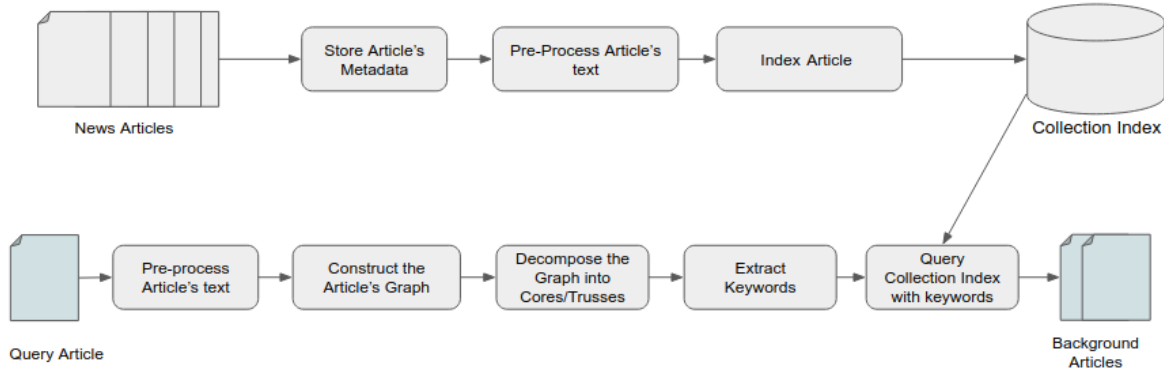 Store Article's
Metadata
Pre-Process Article's
text
Index Article
News Articles
Collection Index
Pre-process
Article's text
Construct the
Article's Graph
Decompose the
Graph into
Cores/Trusses
Extract
Keywords
Query
Collection Index
with keywords
Query Article
Background
Articles